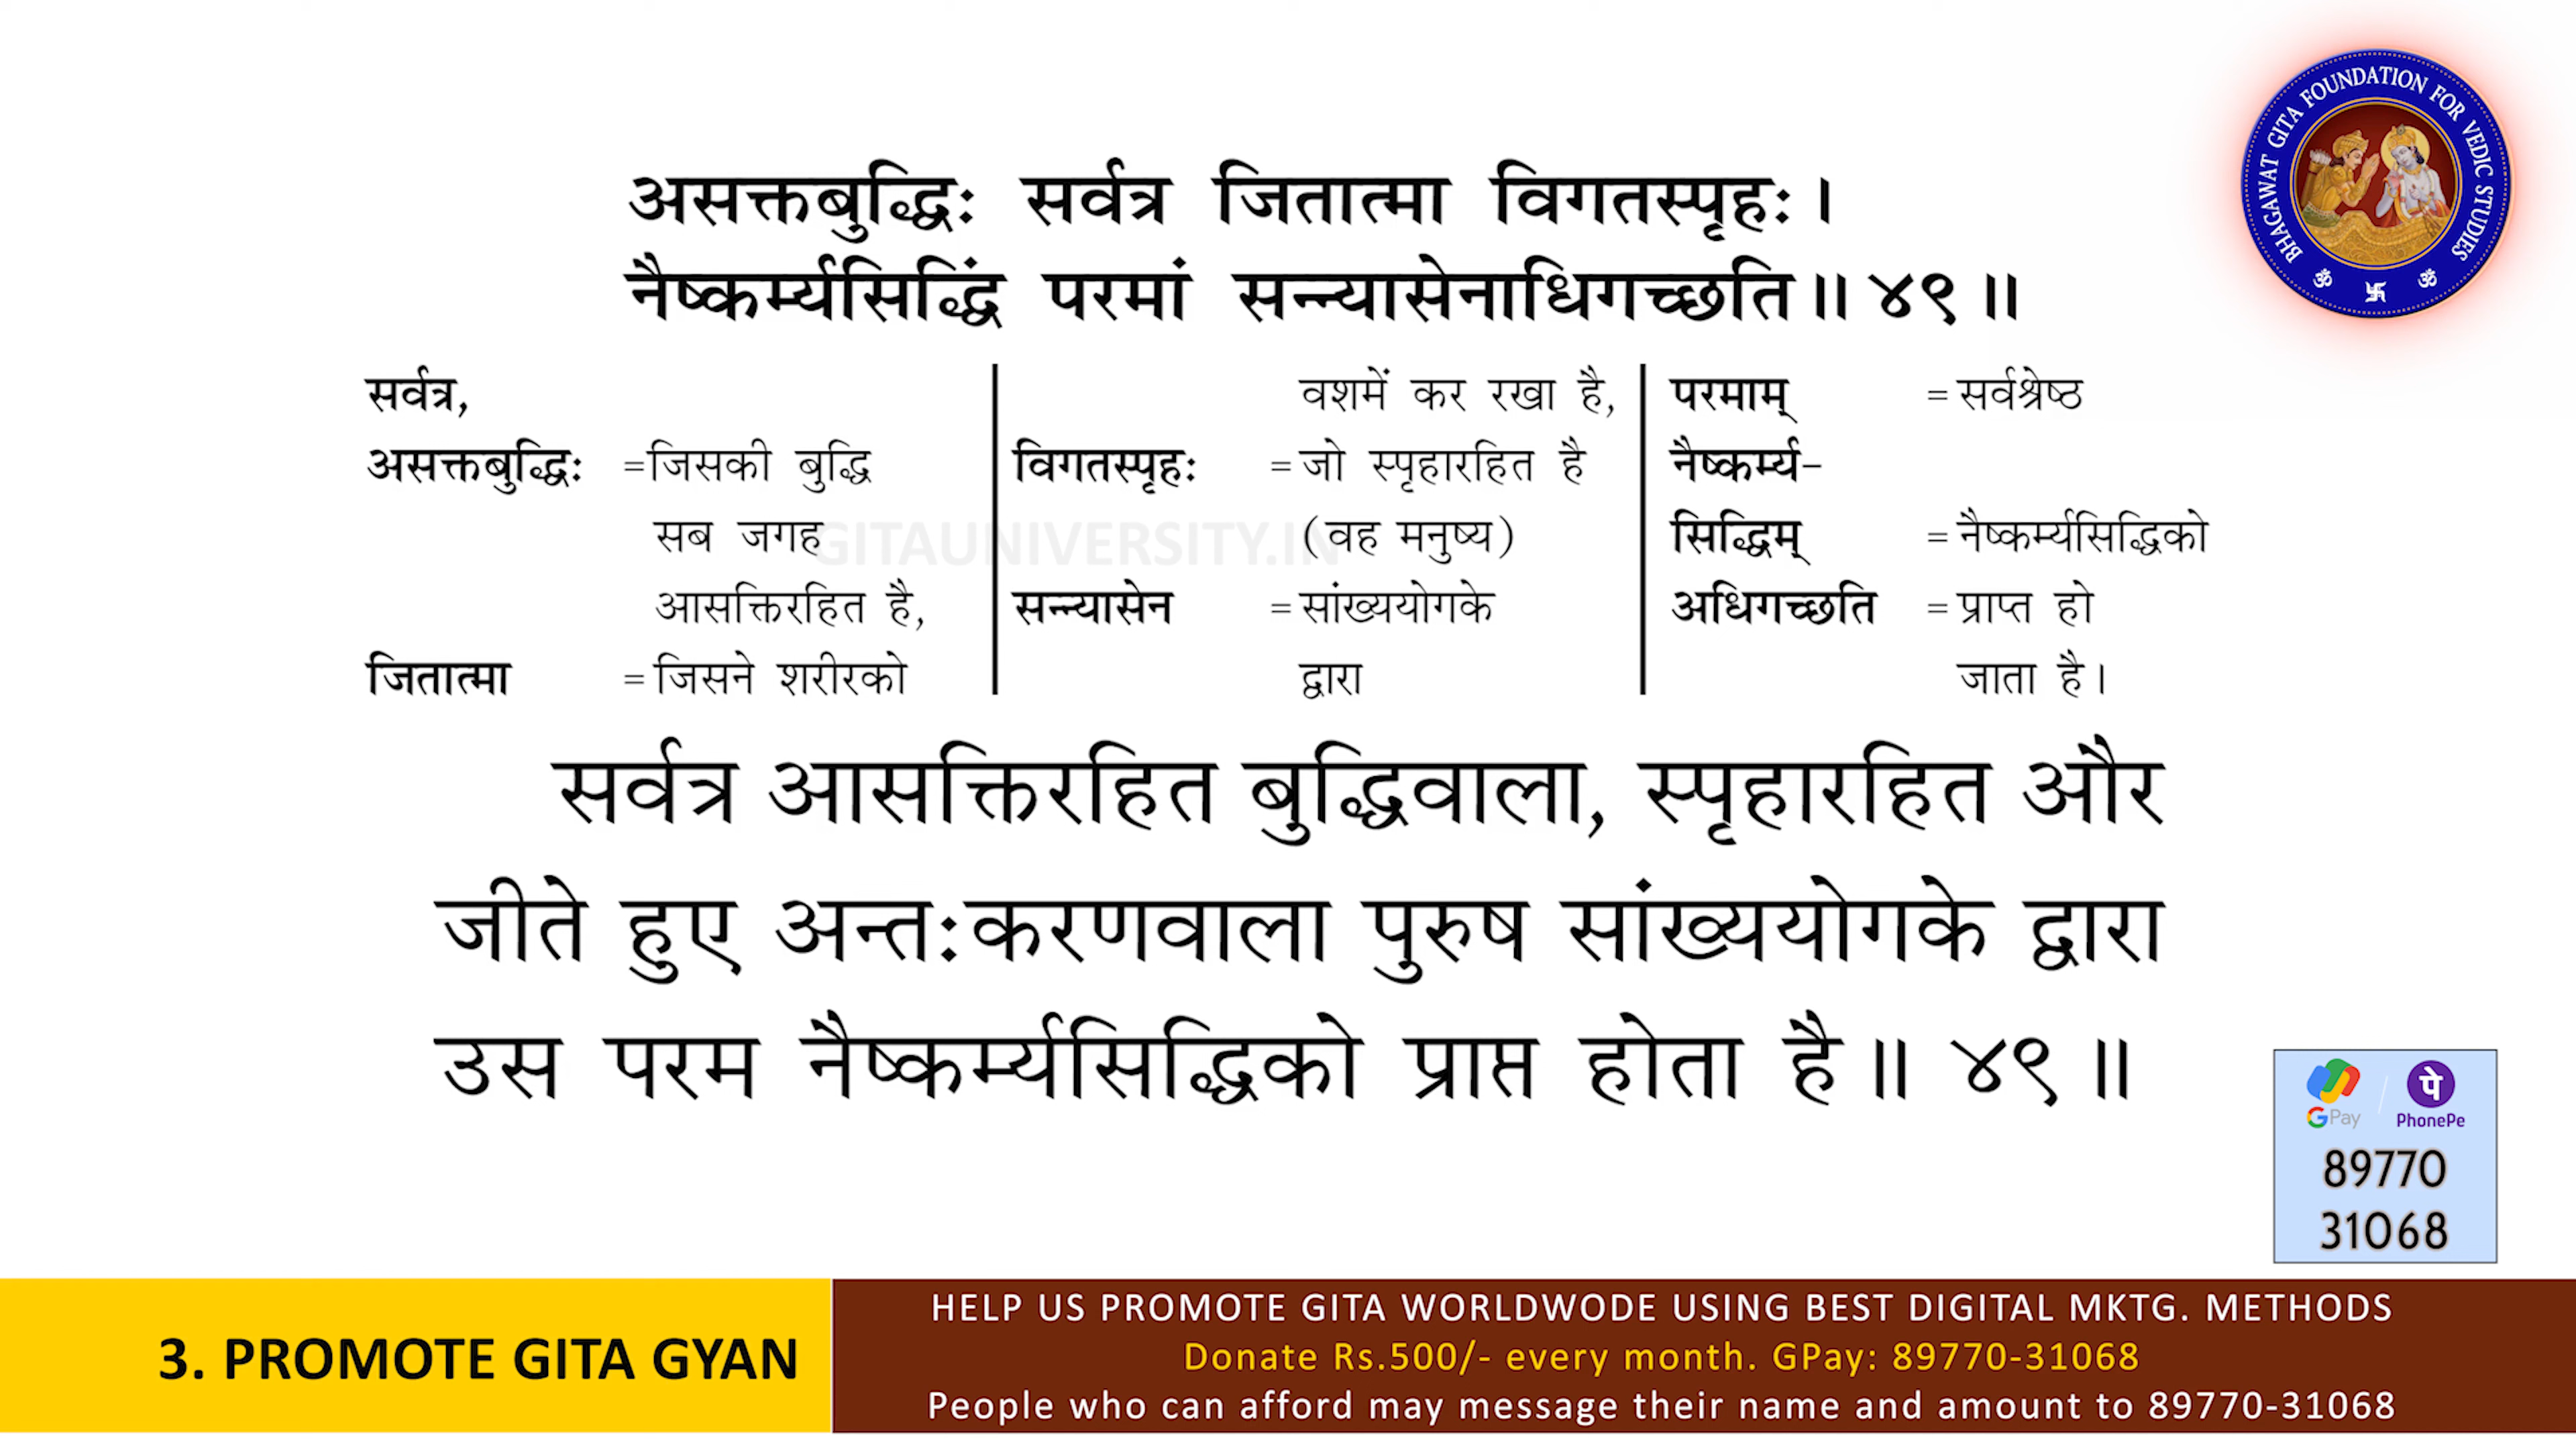 असक्तबुद्धिः सर्वत्र जितात्मा विगतस्पृहः।
नैष्कर्म्यसिद्धिं परमां सन्न्यासेनाधिगच्छति॥ ४९॥
सर्वत्र,
असक्तबुद्धिः =जिसकी बुद्धि
सब जगह
आसक्तिरहित है,
जितात्मा =जिसने शरीरको
वशमें कर रखा है,
विगतस्पृहः =जो स्पृहारहित है
(वह मनुष्य)
सन्न्यासेन =सांख्ययोगके
द्वारा
परमाम् =सर्वश्रेष्ठ
नैष्कर्म्य-
सिद्धिम् =नैष्कर्म्यसिद्धिको
अधिगच्छति =प्राप्त हो
जाता है।
GITAUNIVERSITY.IN
सर्वत्र आसक्तिरहित बुद्धिवाला, स्पृहारहित और
जीते हुए अन्तःकरणवाला पुरुष सांख्ययोगके द्वारा
उस परम नैष्कर्म्यसिद्धिको प्राप्त होता है॥ ४९॥
BHAGAWAT GITA FOUNDATION FOR VEDIC STUDIES
ॐ 卐 ॐ
GPay पे PhonePe
89770
31068
3. PROMOTE GITA GYAN
HELP US PROMOTE GITA WORLDWODE USING BEST DIGITAL MKTG. METHODS
Donate Rs.500/- every month. GPay: 89770-31068
People who can afford may message their name and amount to 89770-31068